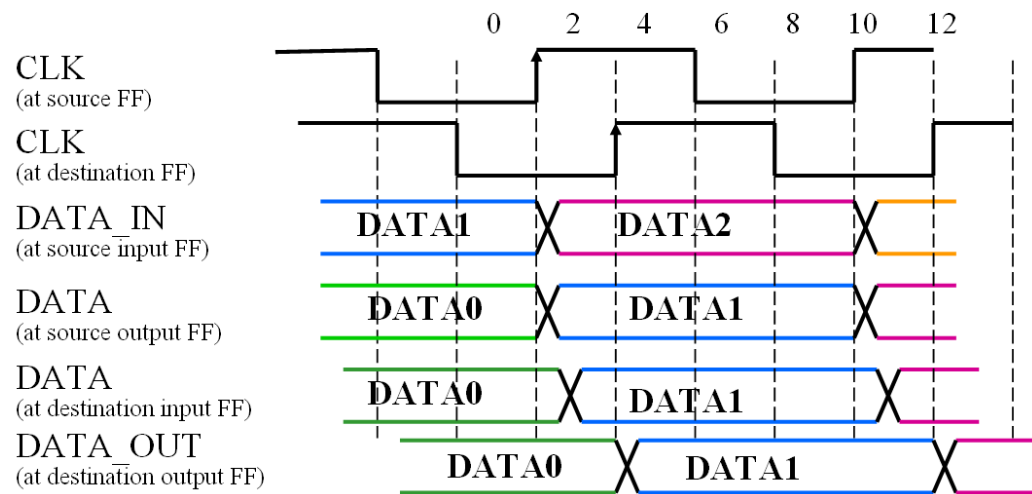 0 2 4 6 8 10 12
CLK
(at source FF)
CLK
(at destination FF)
DATA_IN
(at source input FF)
DATA1 DATA2
DATA
(at source output FF)
DATA0 DATA1
DATA
(at destination input FF)
DATA0 DATA1
DATA_OUT
(at destination output FF)
DATA0 DATA1